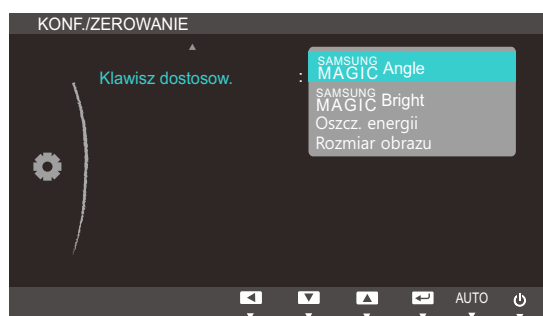 KONF./ZEROWANIE
Klawisz dostosow. : SAMSUNG MAGIC Angle
SAMSUNG MAGIC Bright
Oszcz. energii
Rozmiar obrazu
AUTO